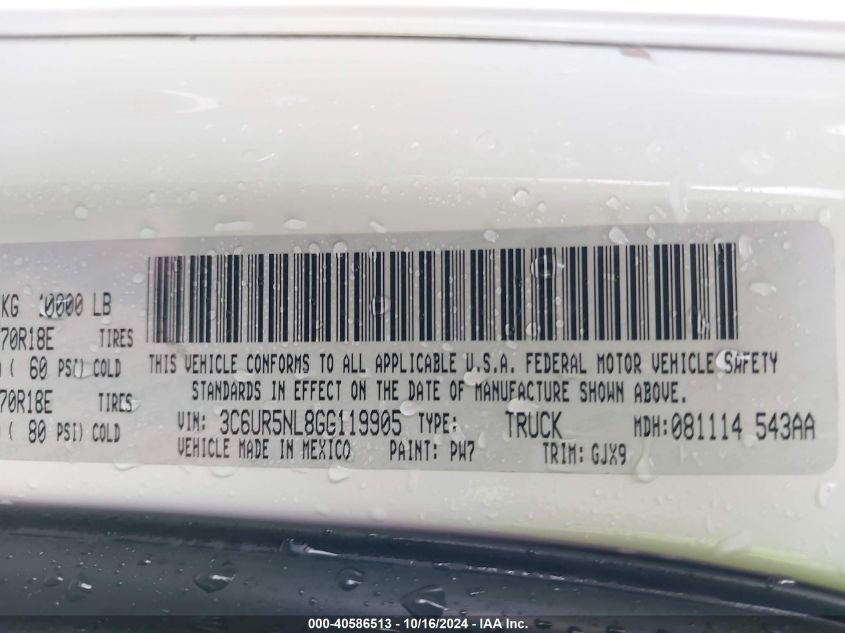 KG 10000 LB
70R18E TIRES
( 60 PSI) COLD
70R18E TIRES
( 80 PSI) COLD
THIS VEHICLE CONFORMS TO ALL APPLICABLE U.S.A. FEDERAL MOTOR VEHICLE SAFETY
STANDARDS IN EFFECT ON THE DATE OF MANUFACTURE SHOWN ABOVE.
VIN: 3C6UR5NL8GG119905 TYPE: TRUCK MDH:081114 543AA
VEHICLE MADE IN MEXICO PAINT: PW7 TRIM: GJX9
000-40586513 - 10/16/2024 - IAA Inc.